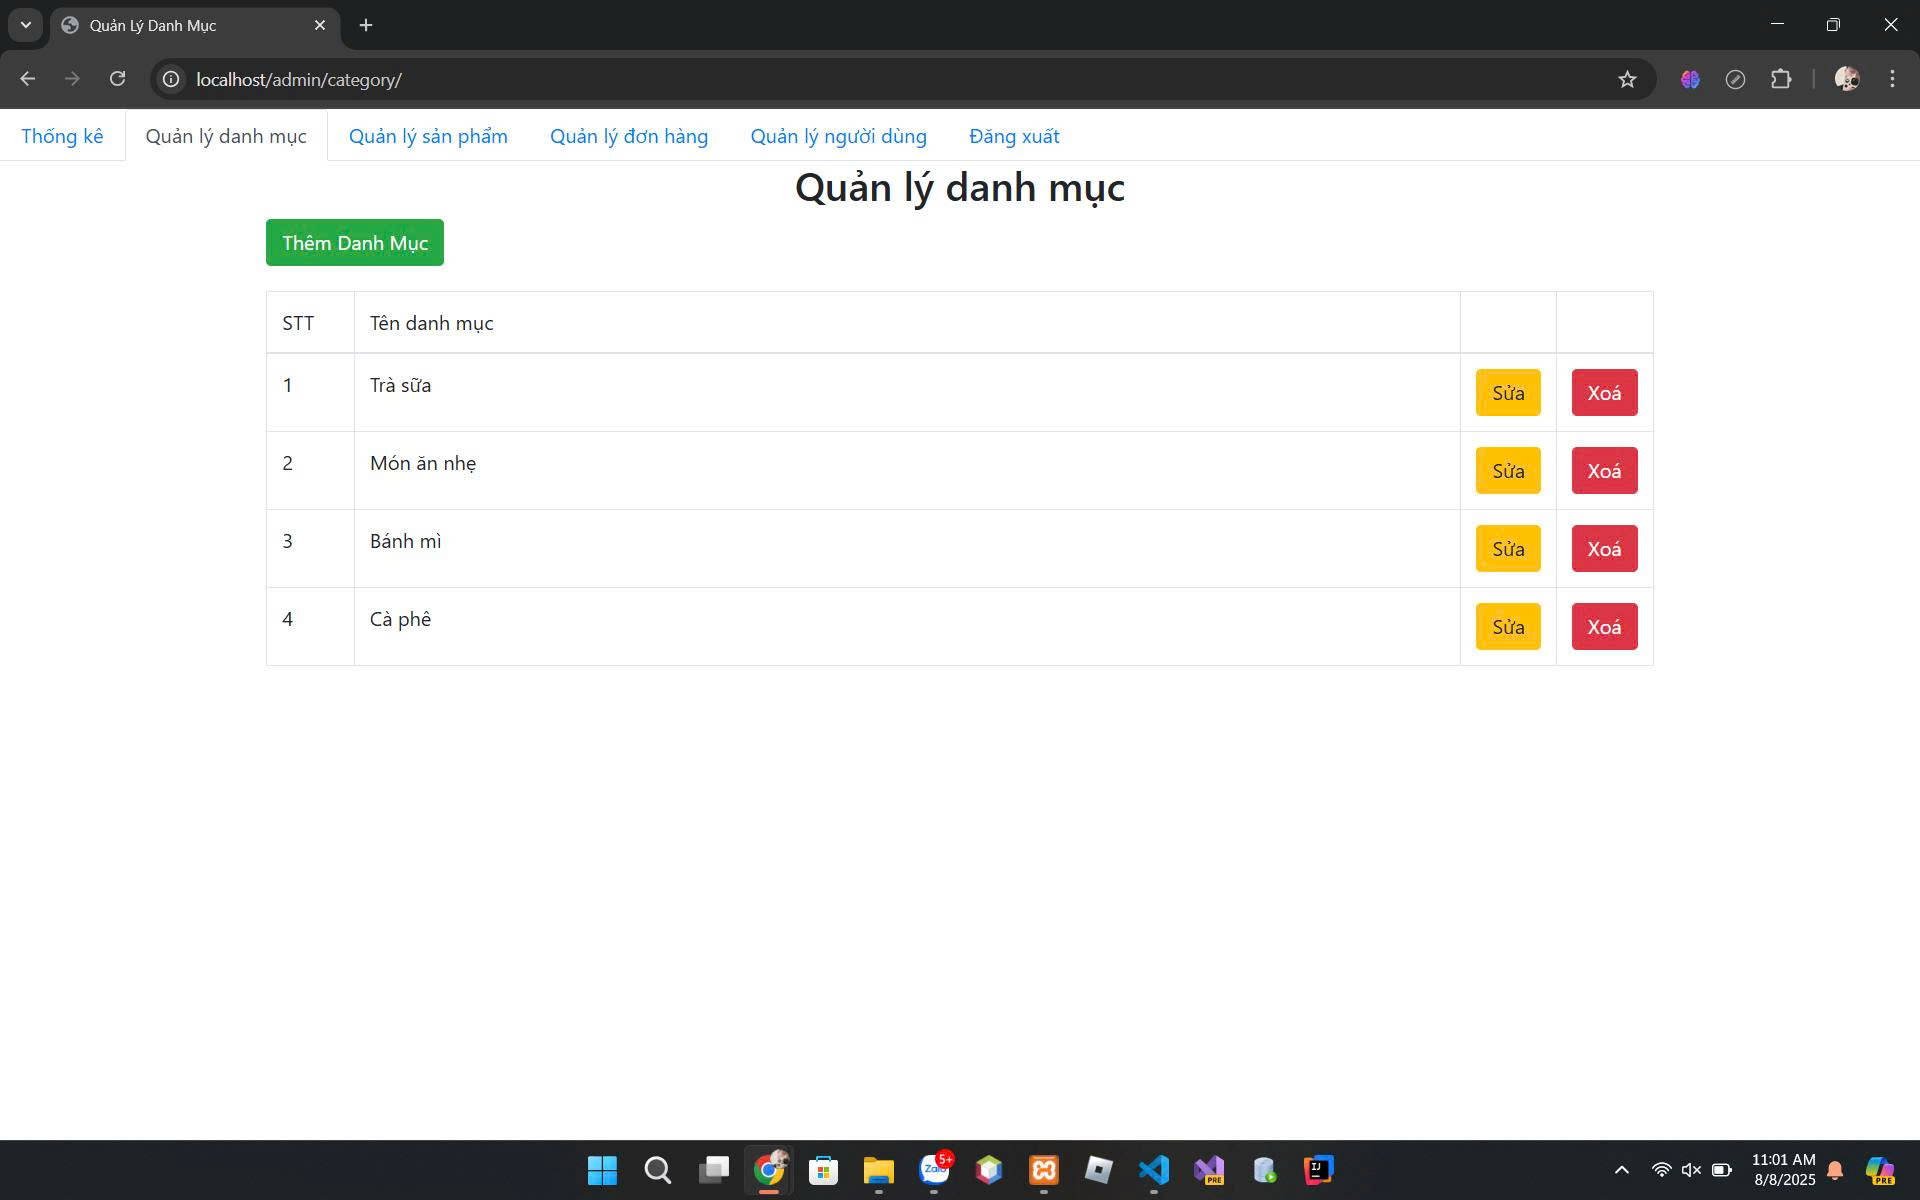 Quản Lý Danh Mục
localhost/admin/category/
Thống kê
Quản lý danh mục
Quản lý sản phẩm
Quản lý đơn hàng
Quản lý người dùng
Đăng xuất
Quản lý danh mục
Thêm Danh Mục
STT Tên danh mục
1 Trà sữa Sửa Xoá
2 Món ăn nhẹ Sửa Xoá
3 Bánh mì Sửa Xoá
4 Cà phê Sửa Xoá
Zalo 5+
PRE
IJ
11:01 AM
8/8/2025
PRE